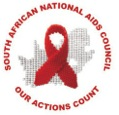 SOUTH AFRICAN NATIONAL AIDS COUNCIL
OUR ACTIONS COUNT